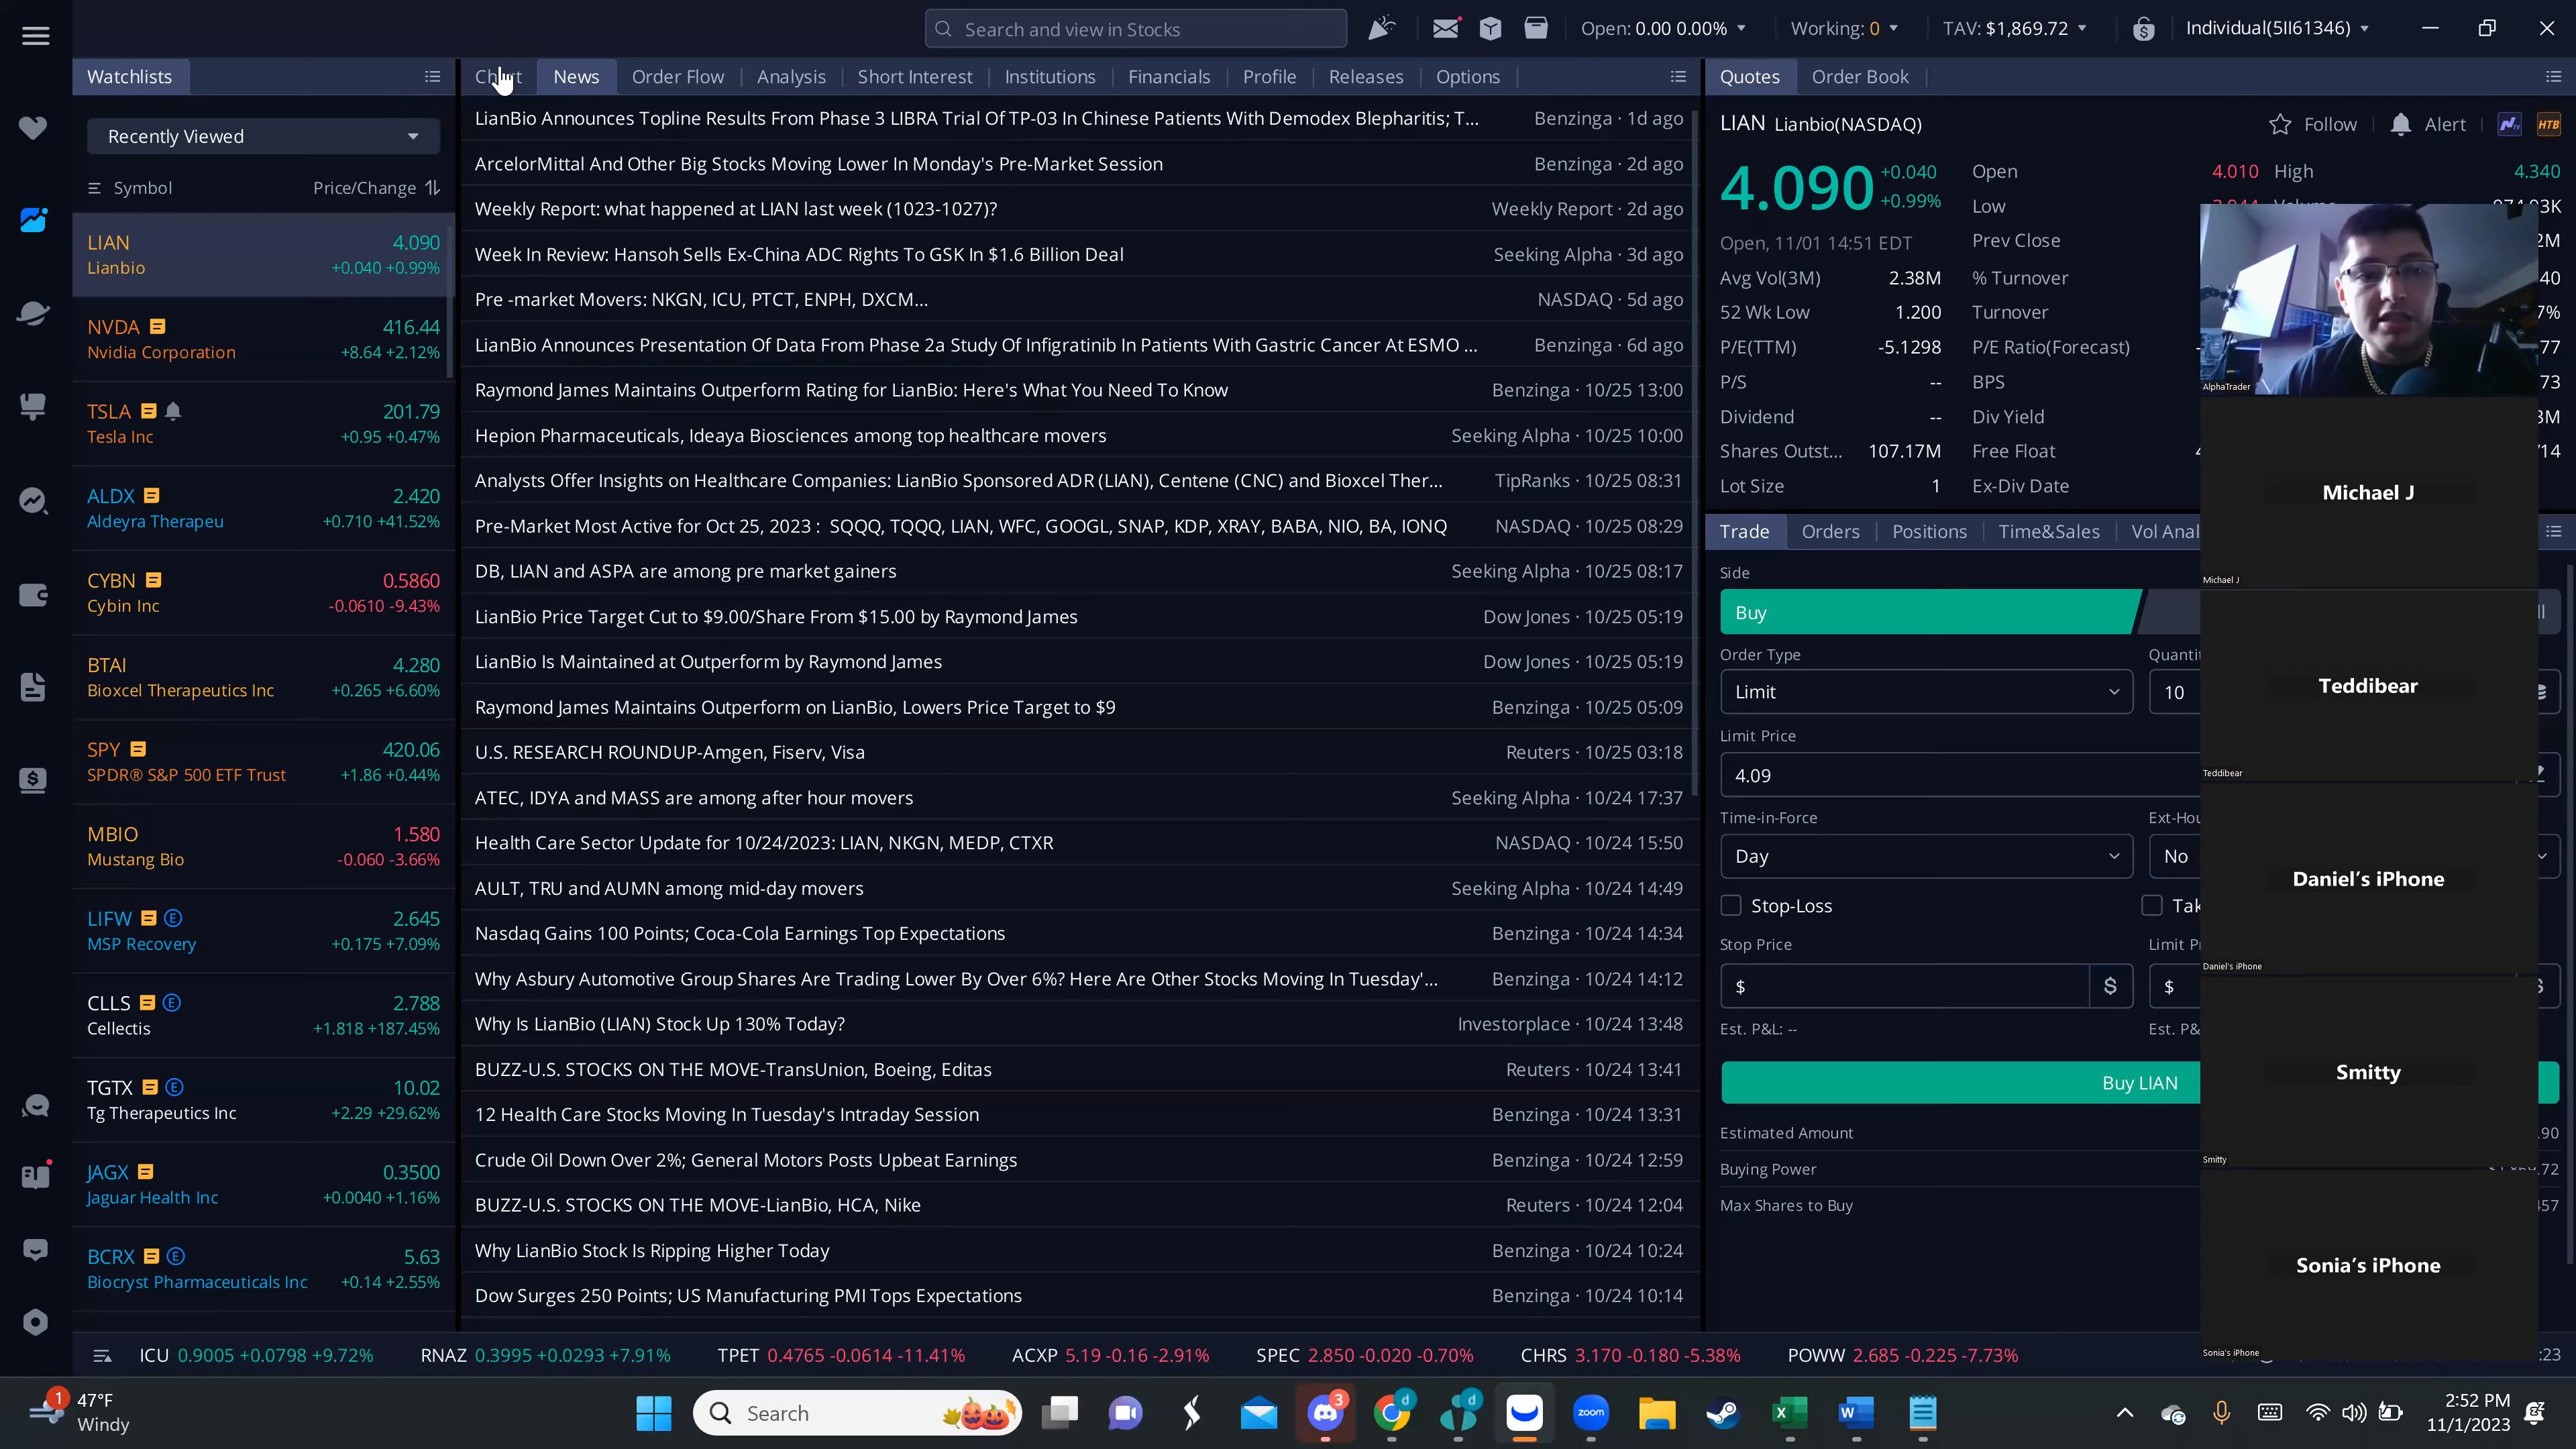 Search and view in Stocks
Open: 0.00 0.00%
Working: 0
TAV: $1,869.72
Individual(5II61346)
Watchlists
Recently Viewed
Symbol Price/Change
LIAN 4.090
Lianbio +0.040 +0.99%
NVDA 416.44
Nvidia Corporation +8.64 +2.12%
TSLA 201.79
Tesla Inc +0.95 +0.47%
ALDX 2.420
Aldeyra Therapeu +0.710 +41.52%
CYBN 0.5860
Cybin Inc -0.0610 -9.43%
BTAI 4.280
Bioxcel Therapeutics Inc +0.265 +6.60%
SPY 420.06
SPDR® S&P 500 ETF Trust +1.86 +0.44%
MBIO 1.580
Mustang Bio -0.060 -3.66%
LIFW E 2.645
MSP Recovery +0.175 +7.09%
CLLS E 2.788
Cellectis +1.818 +187.45%
TGTX E 10.02
Tg Therapeutics Inc +2.29 +29.62%
JAGX 0.3500
Jaguar Health Inc +0.0040 +1.16%
BCRX E 5.63
Biocryst Pharmaceuticals Inc +0.14 +2.55%
News Order Flow Analysis Short Interest Institutions Financials Profile Releases Options
LianBio Announces Topline Results From Phase 3 LIBRA Trial Of TP-03 In Chinese Patients With Demodex Blepharitis; T... Benzinga · 1d ago
ArcelorMittal And Other Big Stocks Moving Lower In Monday's Pre-Market Session Benzinga · 2d ago
Weekly Report: what happened at LIAN last week (1023-1027)? Weekly Report · 2d ago
Week In Review: Hansoh Sells Ex-China ADC Rights To GSK In $1.6 Billion Deal Seeking Alpha · 3d ago
Pre -market Movers: NKGN, ICU, PTCT, ENPH, DXCM... NASDAQ · 5d ago
LianBio Announces Presentation Of Data From Phase 2a Study Of Infigratinib In Patients With Gastric Cancer At ESMO ... Benzinga · 6d ago
Raymond James Maintains Outperform Rating for LianBio: Here's What You Need To Know Benzinga · 10/25 13:00
Hepion Pharmaceuticals, Ideaya Biosciences among top healthcare movers Seeking Alpha · 10/25 10:00
Analysts Offer Insights on Healthcare Companies: LianBio Sponsored ADR (LIAN), Centene (CNC) and Bioxcel Ther... TipRanks · 10/25 08:31
Pre-Market Most Active for Oct 25, 2023 : SQQQ, TQQQ, LIAN, WFC, GOOGL, SNAP, KDP, XRAY, BABA, NIO, BA, IONQ NASDAQ · 10/25 08:29
DB, LIAN and ASPA are among pre market gainers Seeking Alpha · 10/25 08:17
LianBio Price Target Cut to $9.00/Share From $15.00 by Raymond James Dow Jones · 10/25 05:19
LianBio Is Maintained at Outperform by Raymond James Dow Jones · 10/25 05:19
Raymond James Maintains Outperform on LianBio, Lowers Price Target to $9 Benzinga · 10/25 05:09
U.S. RESEARCH ROUNDUP-Amgen, Fiserv, Visa Reuters · 10/25 03:18
ATEC, IDYA and MASS are among after hour movers Seeking Alpha · 10/24 17:37
Health Care Sector Update for 10/24/2023: LIAN, NKGN, MEDP, CTXR NASDAQ · 10/24 15:50
AULT, TRU and AUMN among mid-day movers Seeking Alpha · 10/24 14:49
Nasdaq Gains 100 Points; Coca-Cola Earnings Top Expectations Benzinga · 10/24 14:34
Why Asbury Automotive Group Shares Are Trading Lower By Over 6%? Here Are Other Stocks Moving In Tuesday'... Benzinga · 10/24 14:12
Why Is LianBio (LIAN) Stock Up 130% Today? Investorplace · 10/24 13:48
BUZZ-U.S. STOCKS ON THE MOVE-TransUnion, Boeing, Editas Reuters · 10/24 13:41
12 Health Care Stocks Moving In Tuesday's Intraday Session Benzinga · 10/24 13:31
Crude Oil Down Over 2%; General Motors Posts Upbeat Earnings Benzinga · 10/24 12:59
BUZZ-U.S. STOCKS ON THE MOVE-LianBio, HCA, Nike Reuters · 10/24 12:04
Why LianBio Stock Is Ripping Higher Today Benzinga · 10/24 10:24
Dow Surges 250 Points; US Manufacturing PMI Tops Expectations Benzinga · 10/24 10:14
Quotes Order Book
LIAN Lianbio(NASDAQ) Follow Alert HTB
4.090 +0.040
+0.99%
Open, 11/01 14:51 EDT
Open 4.010 High 4.340
Low
Prev Close
Avg Vol(3M) 2.38M % Turnover
52 Wk Low 1.200 Turnover
P/E(TTM) -5.1298 P/E Ratio(Forecast)
P/S -- BPS
Dividend -- Div Yield
Shares Outst... 107.17M Free Float
Lot Size 1 Ex-Div Date
AlphaTrader
Michael J
Michael J
Teddibear
Teddibear
Daniel's iPhone
Daniel's iPhone
Smitty
Smitty
Sonia's iPhone
Sonia's iPhone
Trade Orders Positions Time&Sales Vol Anal
Side
Buy
Order Type Quantit
Limit 10
Limit Price
4.09
Time-in-Force Ext-Hou
Day No
Stop-Loss Tak
Stop Price Limit Pr
$ $ $
Est. P&L: -- Est. P&
Buy LIAN
Estimated Amount
Buying Power
Max Shares to Buy
ICU 0.9005 +0.0798 +9.72% RNAZ 0.3995 +0.0293 +7.91% TPET 0.4765 -0.0614 -11.41% ACXP 5.19 -0.16 -2.91% SPEC 2.850 -0.020 -0.70% CHRS 3.170 -0.180 -5.38% POWW 2.685 -0.225 -7.73%
1
47°F
Windy
Search
3
zoom
2:52 PM
11/1/2023